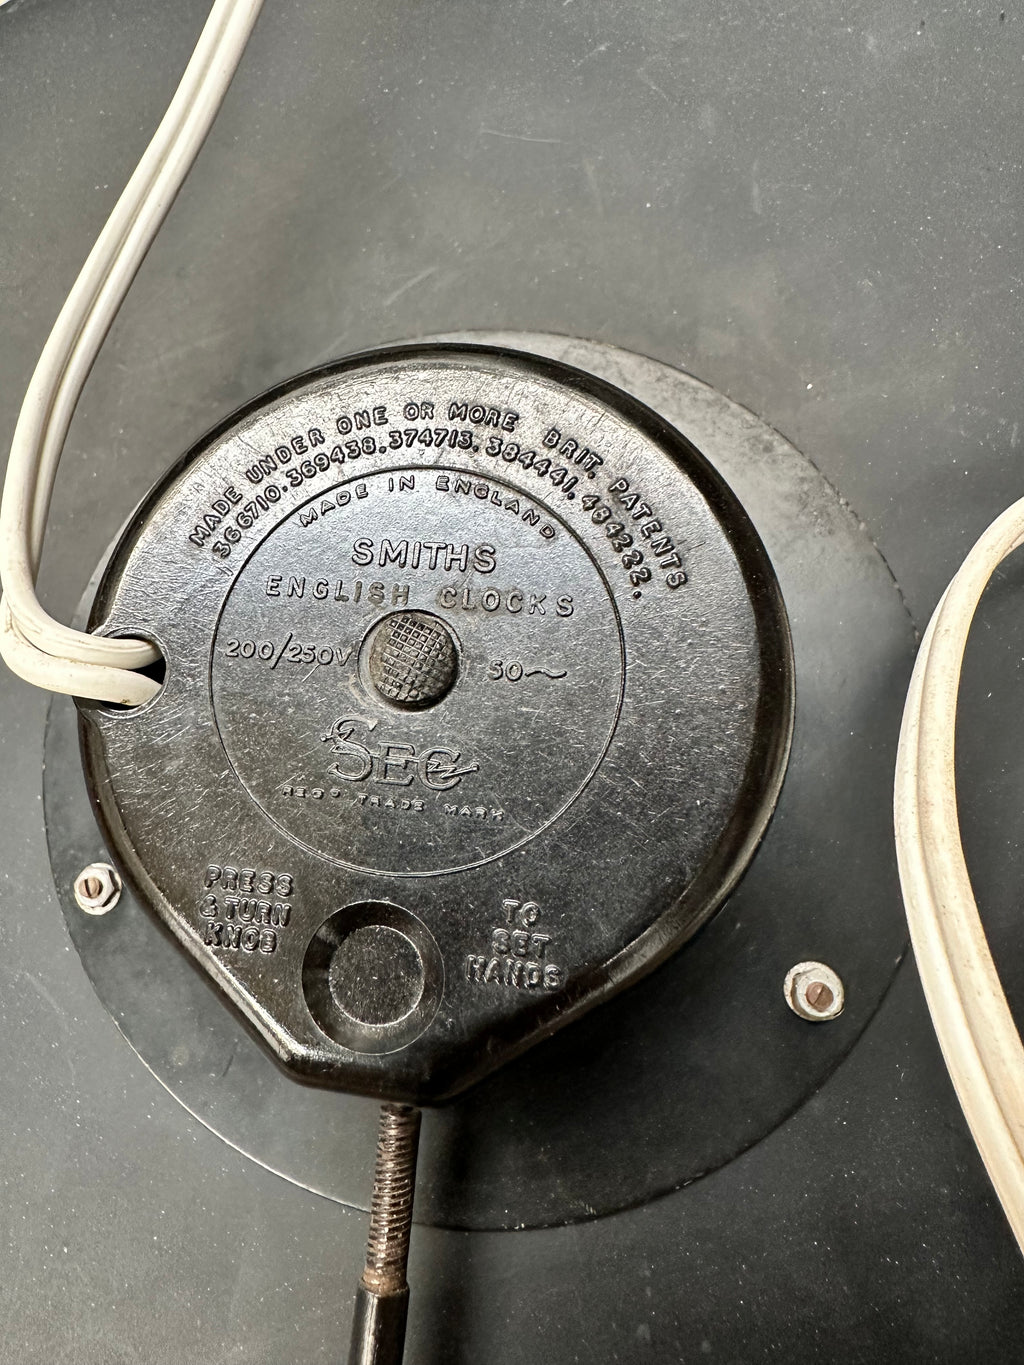 MADE UNDER ONE OR MORE BRIT. PATENTS
366710.369438.374713.384441.484222.
MADE IN ENGLAND
SMITHS
ENGLISH CLOCKS
200/250V 50~
SEC
REGD TRADE MARK
PRESS
& TURN
KNOB
TO
SET
HANDS